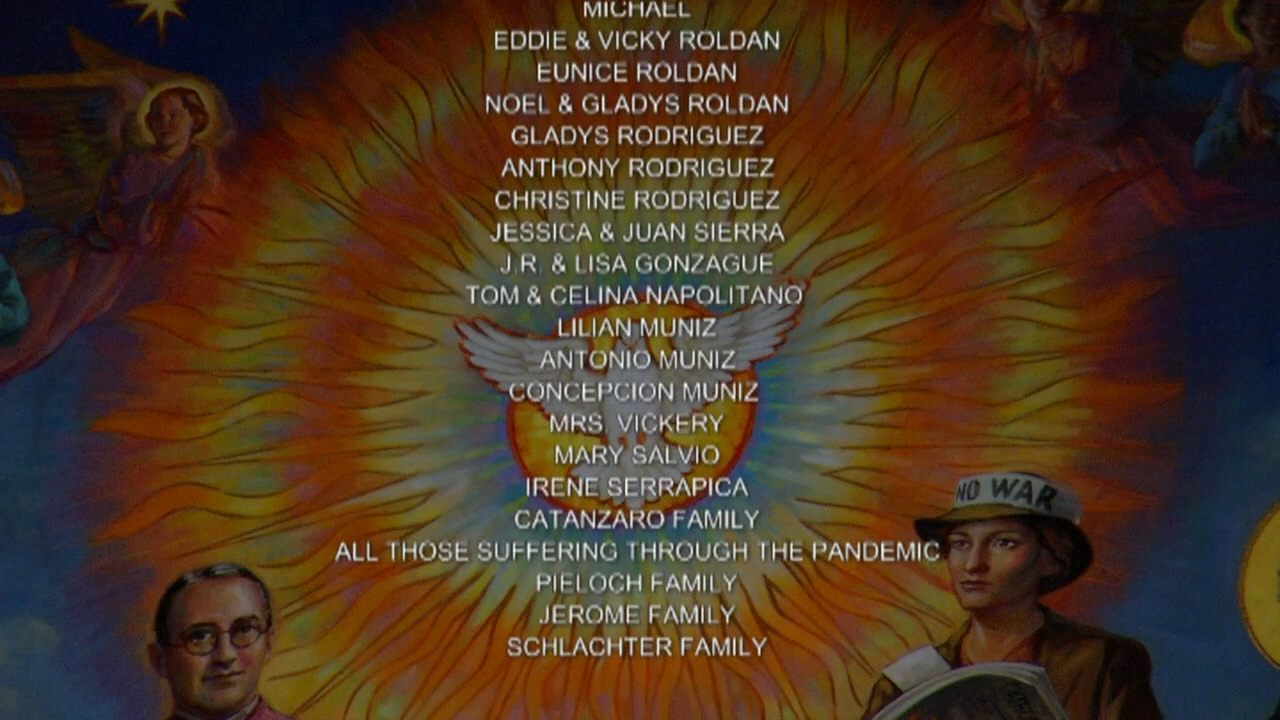 MICHAEL
EDDIE & VICKY ROLDAN
EUNICE ROLDAN
NOEL & GLADYS ROLDAN
GLADYS RODRIGUEZ
ANTHONY RODRIGUEZ
CHRISTINE RODRIGUEZ
JESSICA & JUAN SIERRA
J.R. & LISA GONZAGUE
TOM & CELINA NAPOLITANO
LILIAN MUNIZ
ANTONIO MUNIZ
CONCEPCION MUNIZ
MRS. VICKERY
MARY SALVIO
IRENE SERRAPICA
NO WAR
CATANZARO FAMILY
ALL THOSE SUFFERING THROUGH THE PANDEMIC
PIELOCH FAMILY
JEROME FAMILY
SCHLACHTER FAMILY